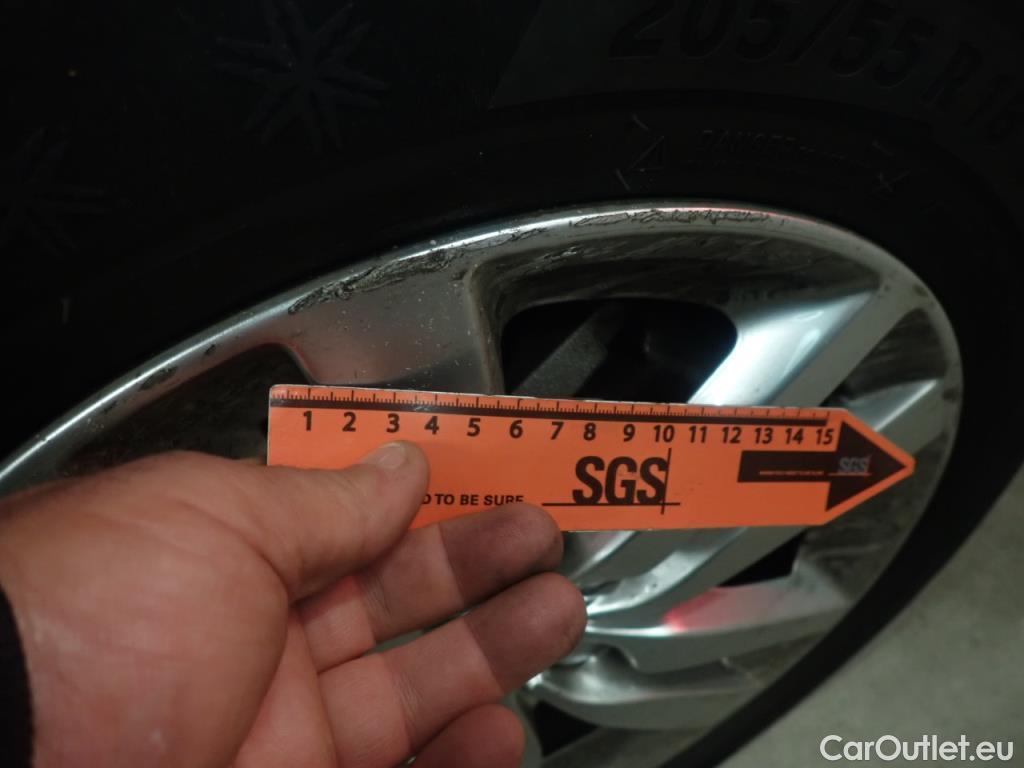 205/55 R 16
1 2 3 4 5 6 7 8 9 10 11 12 13 14 15
SGS
SGS
D TO BE SURE
CarOutlet.eu